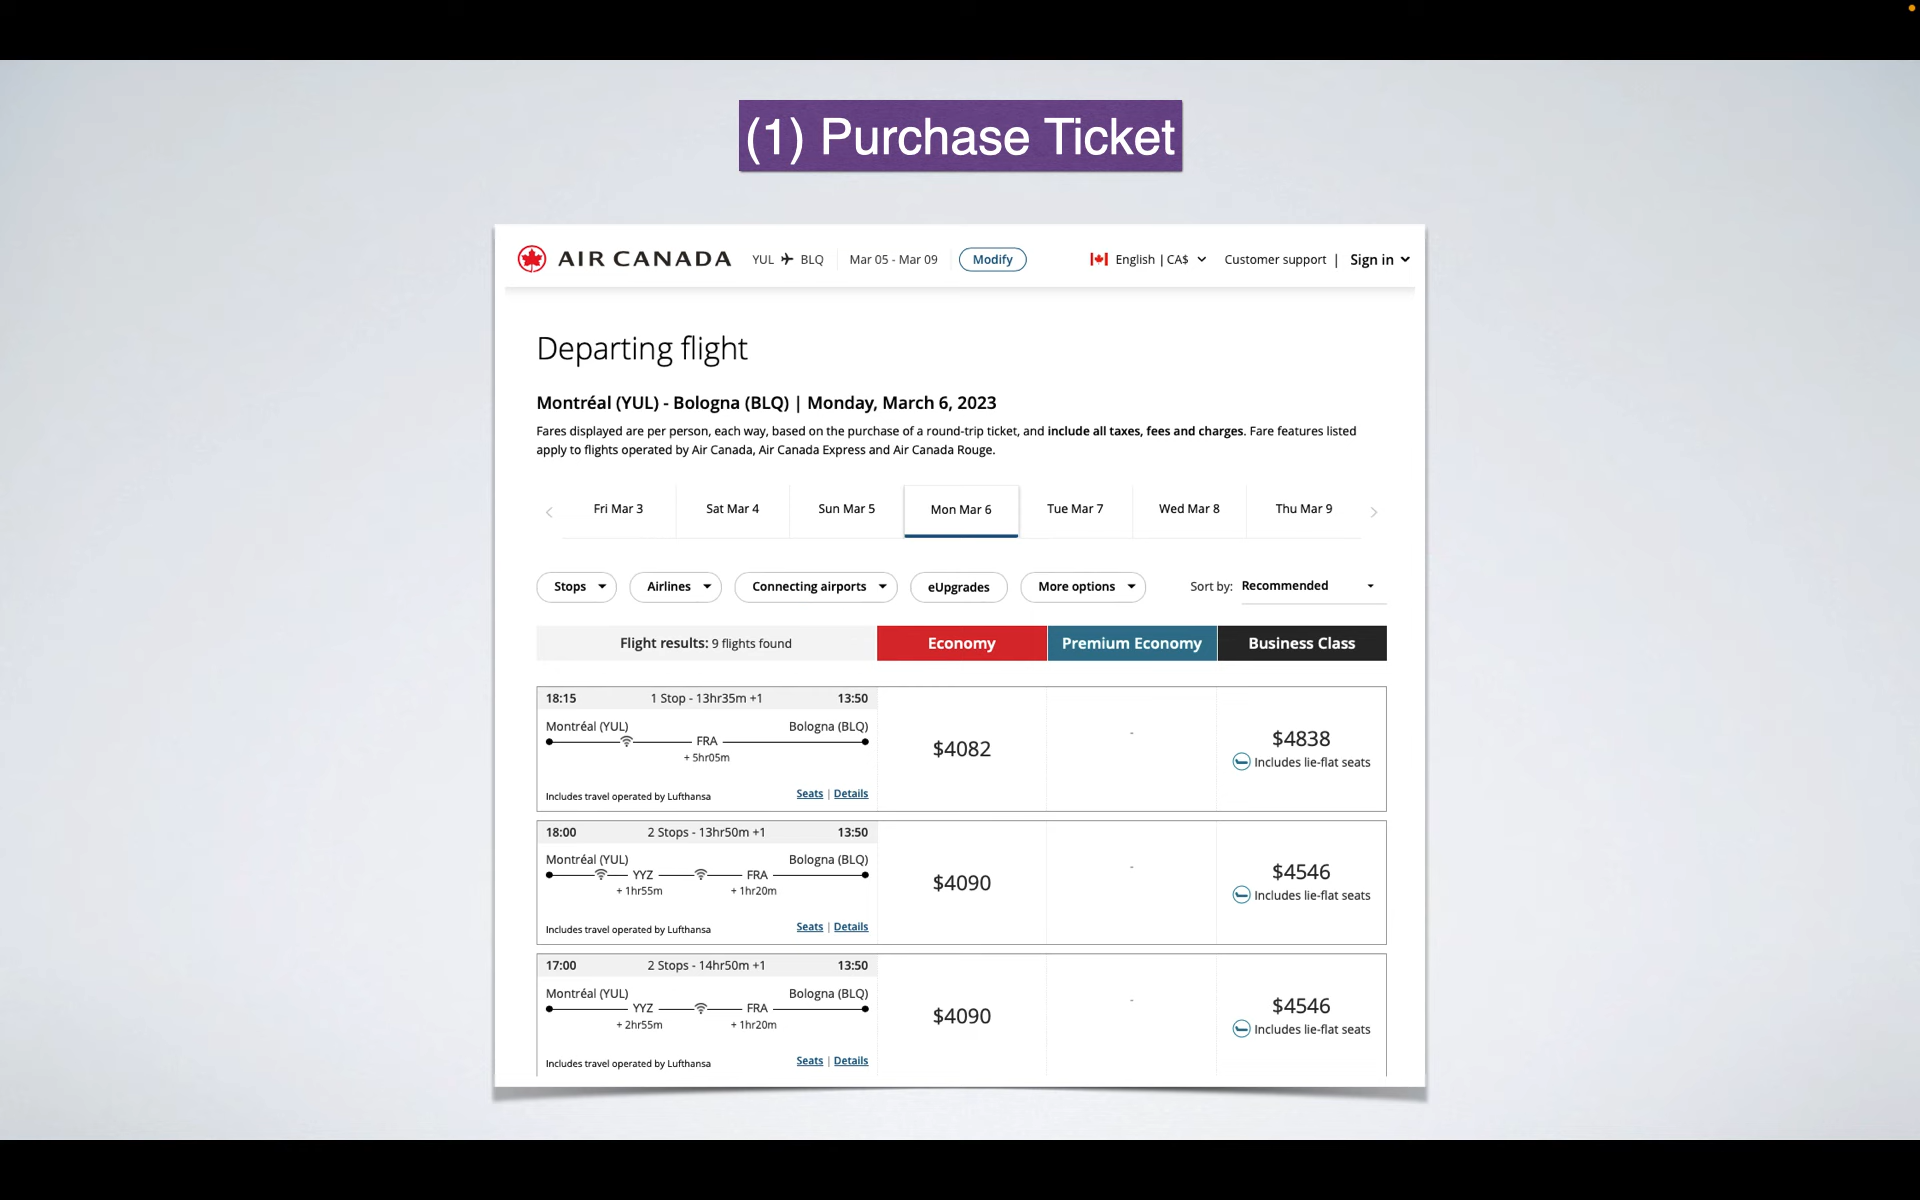 (1) Purchase Ticket
AIR CANADA YUL BLQ Mar 05 - Mar 09 Modify English | CA$ Customer support | Sign in
Departing flight
Montréal (YUL) - Bologna (BLQ) | Monday, March 6, 2023
Fares displayed are per person, each way, based on the purchase of a round-trip ticket, and include all taxes, fees and charges. Fare features listed
apply to flights operated by Air Canada, Air Canada Express and Air Canada Rouge.
Fri Mar 3 Sat Mar 4 Sun Mar 5 Mon Mar 6 Tue Mar 7 Wed Mar 8 Thu Mar 9
Stops Airlines Connecting airports eUpgrades More options Sort by: Recommended
Flight results: 9 flights found Economy Premium Economy Business Class
18:15 1 Stop - 13hr35m +1 13:50
Montréal (YUL) Bologna (BLQ)
FRA
+ 5hr05m
$4082 - $4838
Includes lie-flat seats
Includes travel operated by Lufthansa Seats | Details
18:00 2 Stops - 13hr50m +1 13:50
Montréal (YUL) Bologna (BLQ)
YYZ FRA
+ 1hr55m + 1hr20m
$4090 - $4546
Includes lie-flat seats
Includes travel operated by Lufthansa Seats | Details
17:00 2 Stops - 14hr50m +1 13:50
Montréal (YUL) Bologna (BLQ)
YYZ FRA
+ 2hr55m + 1hr20m
$4090 - $4546
Includes lie-flat seats
Includes travel operated by Lufthansa Seats | Details